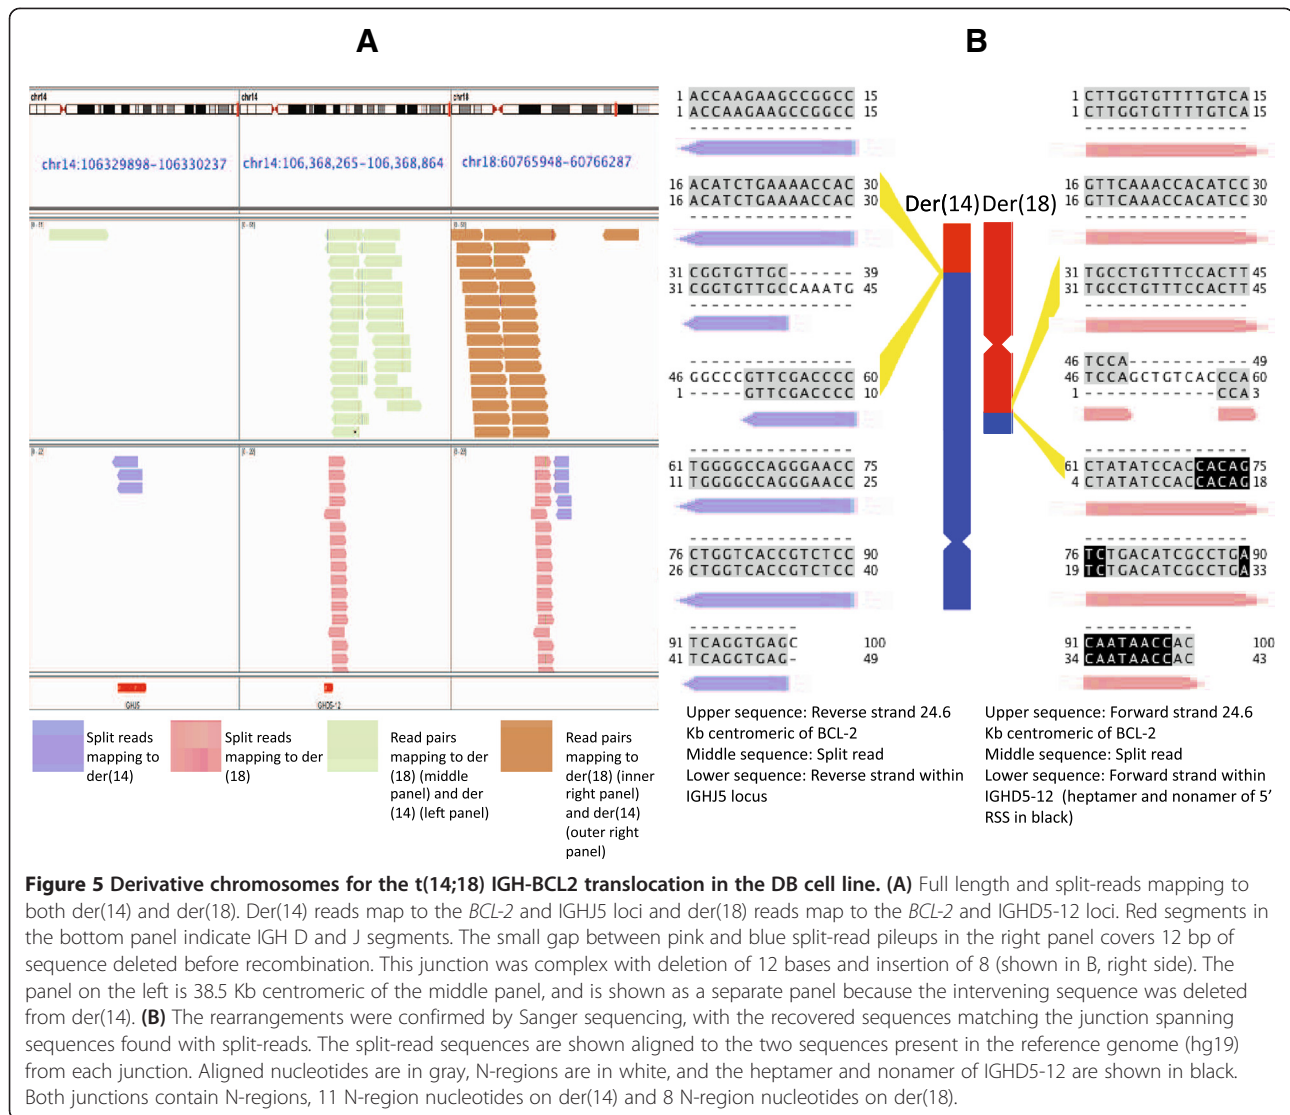 A
B
chr14
chr14
chr18
chr14:106329898-106330237
chr14:106,368,265-106,368,864
chr18:60765948-60766287
IGHJ5
IGHD5-12
Split reads mapping to der(14)
Split reads mapping to der (18)
Read pairs mapping to der (18) (middle panel) and der (14) (left panel)
Read pairs mapping to der(18) (inner right panel) and der(14) (outer right panel)
1 ACCAAGAAGCCGGCC 15
1 ACCAAGAAGCCGGCC 15
---------------
16 ACATCTGAAAACCAC 30
16 ACATCTGAAAACCAC 30
---------------
31 CGGTGTTGC------ 39
31 CGGTGTTGCCAAATG 45
---------------
---------------
46 GGCCCGTTCGACCCC 60
1 -----GTTCGACCCC 10
---------------
61 TGGGGCCAGGGAACC 75
11 TGGGGCCAGGGAACC 25
---------------
76 CTGGTCACCGTCTCC 90
26 CTGGTCACCGTCTCC 40
----------
91 TCAGGTGAGC 100
41 TCAGGTGAG- 49
Upper sequence: Reverse strand 24.6
Kb centromeric of BCL-2
Middle sequence: Split read
Lower sequence: Reverse strand within
IGHJ5 locus
Der(14) Der(18)
1 CTTGGTGTTTTGTCA 15
1 CTTGGTGTTTTGTCA 15
---------------
16 GTTCAAACCACATCC 30
16 GTTCAAACCACATCC 30
---------------
31 TGCCTGTTTCCACTT 45
31 TGCCTGTTTCCACTT 45
---------------
46 TCCA----------- 49
46 TCCAGCTGTCACCCA 60
1 ------------CCA 3
---------------
61 CTATATCCACCACAG 75
4 CTATATCCACCACAG 18
---------------
76 TCTGACATCGCCTGA 90
19 TCTGACATCGCCTGA 33
----------
91 CAATAACCAC 100
34 CAATAACCAC 43
Upper sequence: Forward strand 24.6
Kb centromeric of BCL-2
Middle sequence: Split read
Lower sequence: Forward strand within
IGHD5-12 (heptamer and nonamer of 5’
RSS in black)
Figure 5 Derivative chromosomes for the t(14;18) IGH-BCL2 translocation in the DB cell line. (A) Full length and split-reads mapping to
both der(14) and der(18). Der(14) reads map to the BCL-2 and IGHJ5 loci and der(18) reads map to the BCL-2 and IGHD5-12 loci. Red segments in
the bottom panel indicate IGH D and J segments. The small gap between pink and blue split-read pileups in the right panel covers 12 bp of
sequence deleted before recombination. This junction was complex with deletion of 12 bases and insertion of 8 (shown in B, right side). The
panel on the left is 38.5 Kb centromeric of the middle panel, and is shown as a separate panel because the intervening sequence was deleted
from der(14). (B) The rearrangements were confirmed by Sanger sequencing, with the recovered sequences matching the junction spanning
sequences found with split-reads. The split-read sequences are shown aligned to the two sequences present in the reference genome (hg19)
from each junction. Aligned nucleotides are in gray, N-regions are in white, and the heptamer and nonamer of IGHD5-12 are shown in black.
Both junctions contain N-regions, 11 N-region nucleotides on der(14) and 8 N-region nucleotides on der(18).